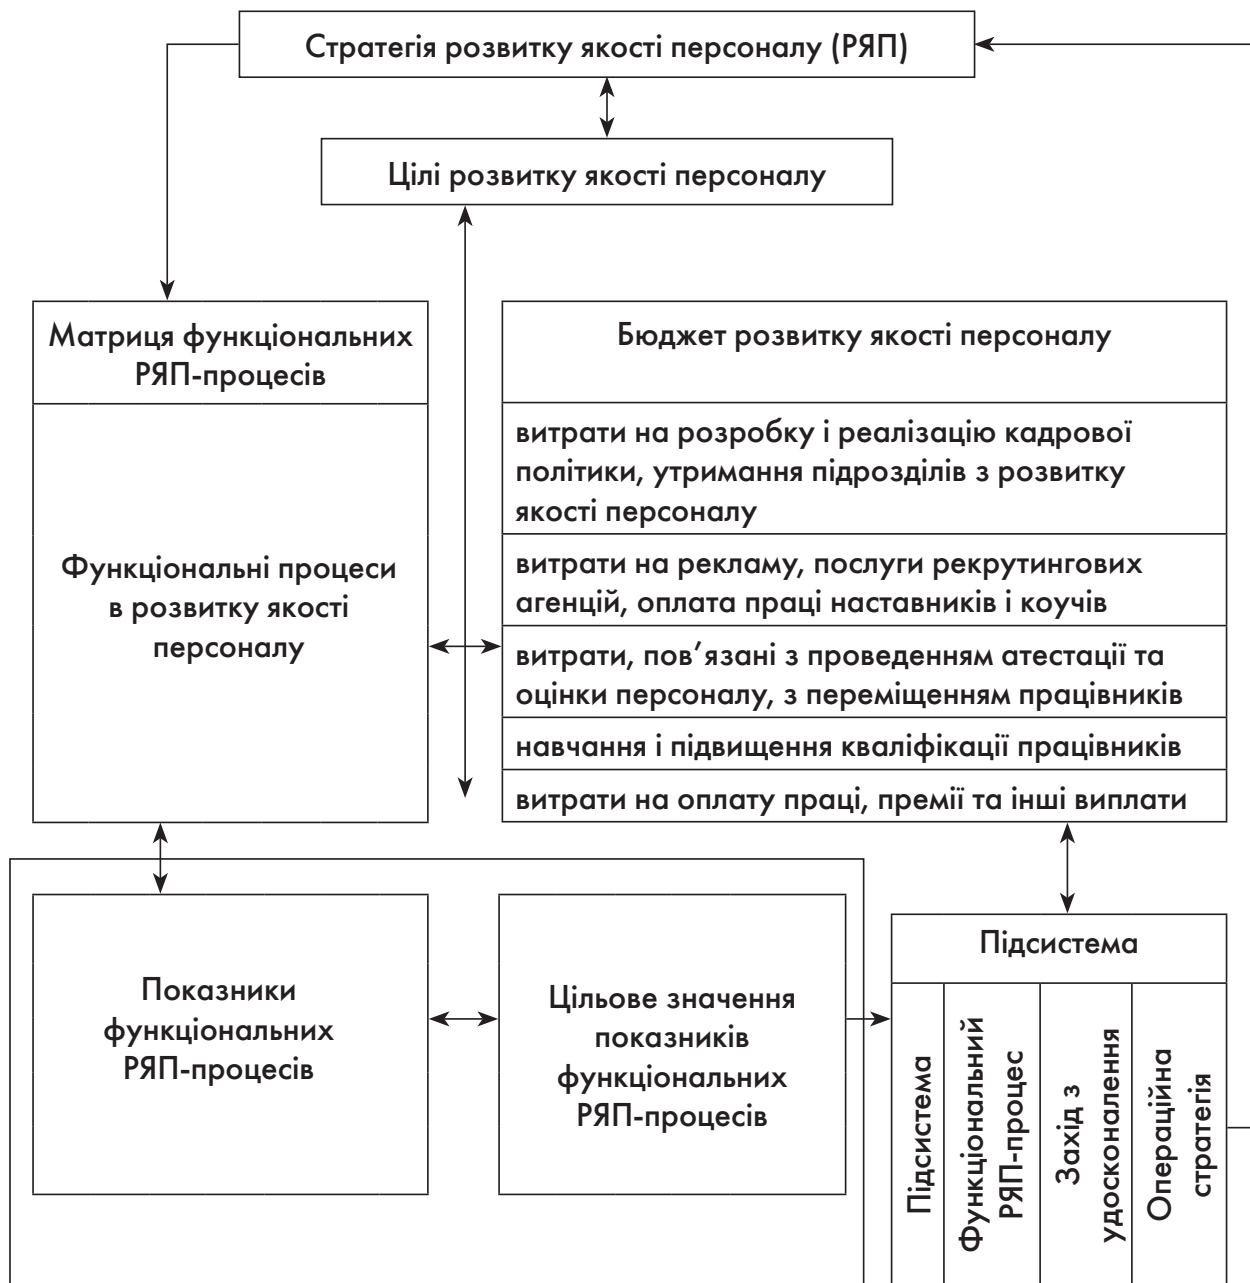 Стратегія розвитку якості персоналу (РЯП)
Цілі розвитку якості персоналу
Матриця функціональних
РЯП-процесів
Функціональні процеси
в розвитку якості
персоналу
Бюджет розвитку якості персоналу
витрати на розробку і реалізацію кадрової
політики, утримання підрозділів з розвитку
якості персоналу
витрати на рекламу, послуги рекрутингових
агенцій, оплата праці наставників і коучів
витрати, пов’язані з проведенням атестації та
оцінки персоналу, з переміщенням працівників
навчання і підвищення кваліфікації працівників
витрати на оплату праці, премії та інші виплати
Показники
функціональних
РЯП-процесів
Цільове значення
показників
функціональних
РЯП-процесів
Підсистема
Підсистема
Функціональний
РЯП-процес
Захід з
удосконалення
Операційна
стратегія